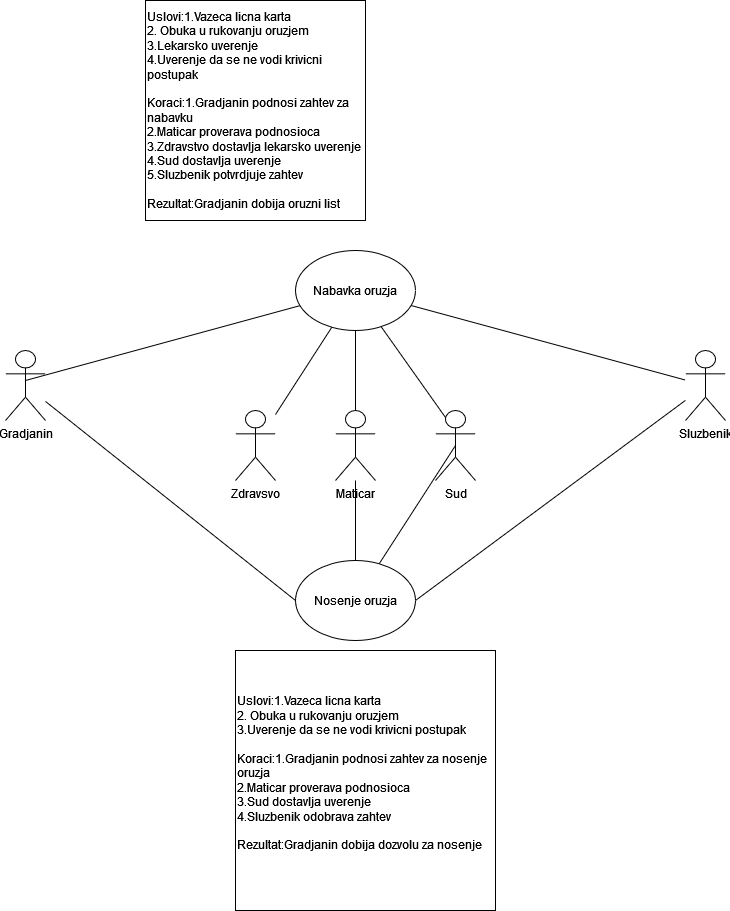 Uslovi:1.Vazeca licna karta
2. Obuka u rukovanju oruzjem
3.Lekarsko uverenje
4.Uverenje da se ne vodi krivicni
postupak
Koraci:1.Gradjanin podnosi zahtev za
nabavku
2.Maticar proverava podnosioca
3.Zdravstvo dostavlja lekarsko uverenje
4.Sud dostavlja uverenje
5.Sluzbenik potvrdjuje zahtev
Rezultat:Gradjanin dobija oruzni list
Nabavka oruzja
Gradjanin
Sluzbenik
Zdravsvo
Maticar
Sud
Nosenje oruzja
Uslovi:1.Vazeca licna karta
2. Obuka u rukovanju oruzjem
3.Uverenje da se ne vodi krivicni postupak
Koraci:1.Gradjanin podnosi zahtev za nosenje
oruzja
2.Maticar proverava podnosioca
3.Sud dostavlja uverenje
4.Sluzbenik odobrava zahtev
Rezultat:Gradjanin dobija dozvolu za nosenje